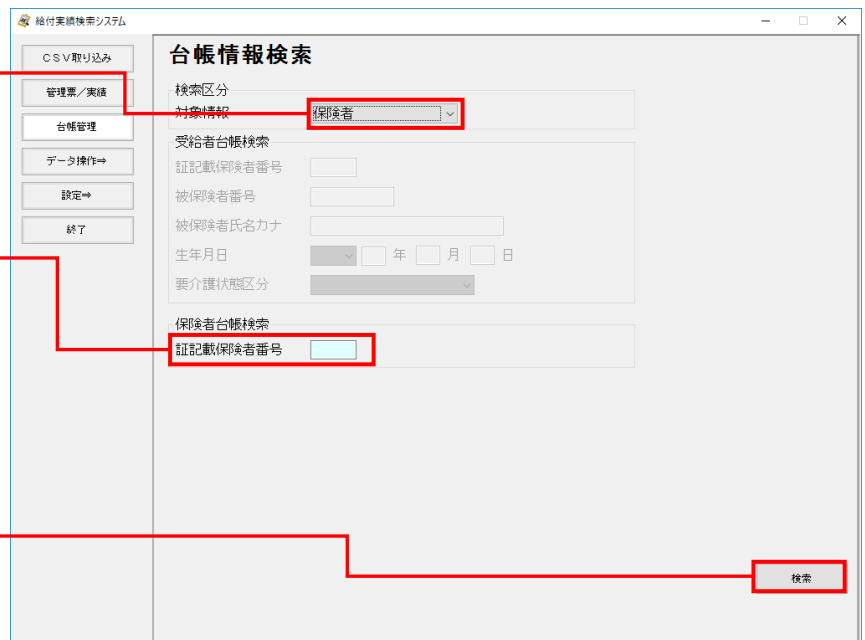 給付実績検索システム
CSV取り込み
管理票／実績
台帳管理
データ操作⇒
設定⇒
終了
台帳情報検索
検索区分
対象情報 保険者
受給者台帳検索
証記載保険者番号
被保険者番号
被保険者氏名カナ
生年月日 年 月 日
要介護状態区分
保険者台帳検索
証記載保険者番号
検索